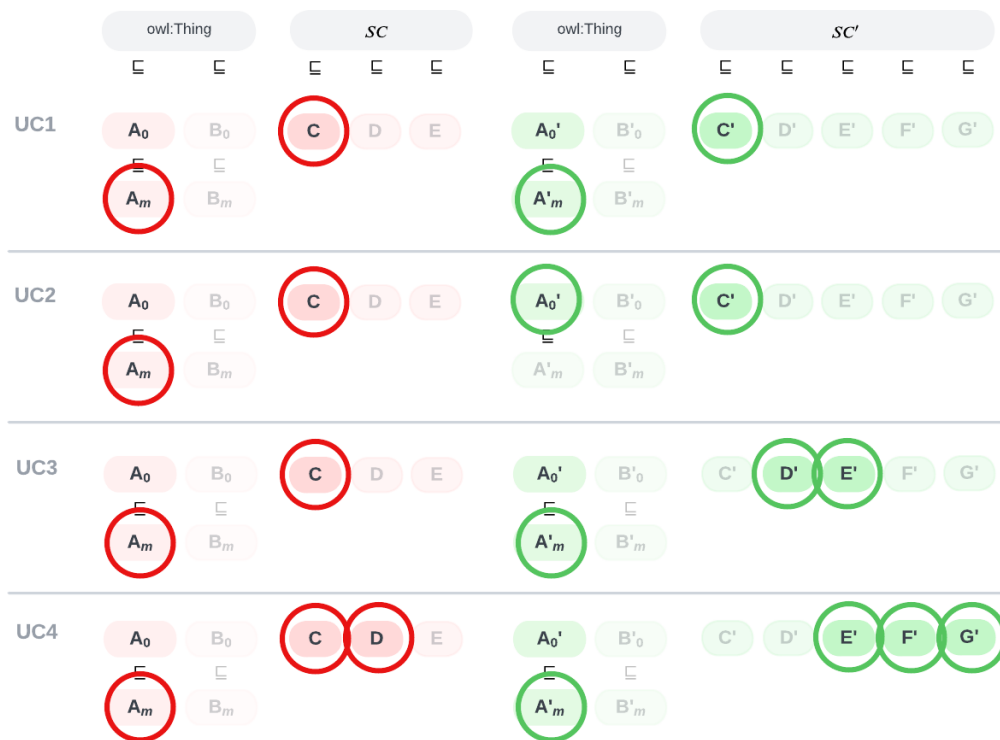 owl:Thing SC owl:Thing SC'
⊑ ⊑ ⊑ ⊑ ⊑ ⊑ ⊑ ⊑ ⊑ ⊑ ⊑ ⊑
UC1 A₀ B₀ C D E A₀' B'₀ C' D' E' F' G'
⊑ ⊑ ⊑ ⊑
Aₘ Bₘ A'ₘ B'ₘ
UC2 A₀ B₀ C D E A₀' B'₀ C' D' E' F' G'
⊑ ⊑ ⊑ ⊑
Aₘ Bₘ A'ₘ B'ₘ
UC3 A₀ B₀ C D E A₀' B'₀ C' D' E' F' G'
⊑ ⊑ ⊑ ⊑
Aₘ Bₘ A'ₘ B'ₘ
UC4 A₀ B₀ C D E A₀' B'₀ C' D' E' F' G'
⊑ ⊑ ⊑ ⊑
Aₘ Bₘ A'ₘ B'ₘ